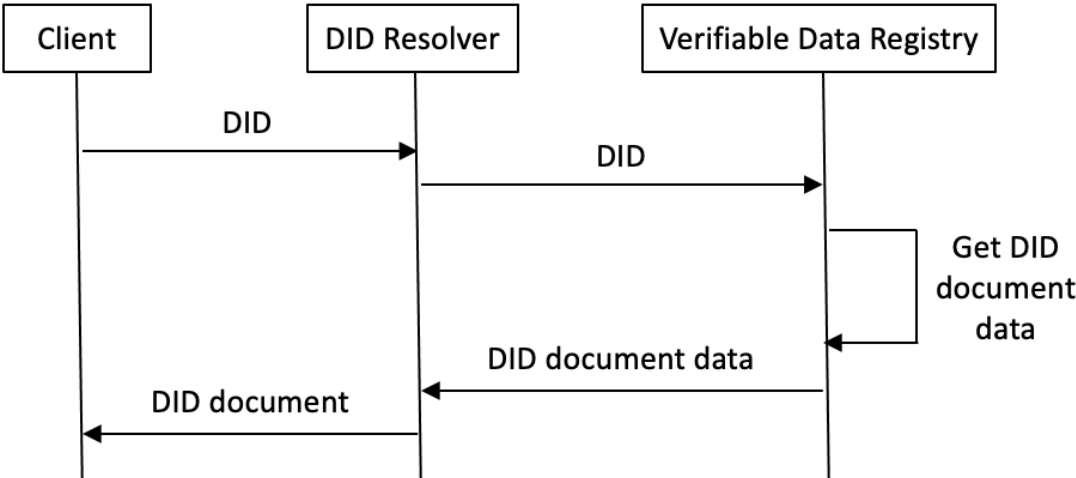 Client
DID Resolver
Verifiable Data Registry
DID
DID
Get DID
document
data
DID document data
DID document